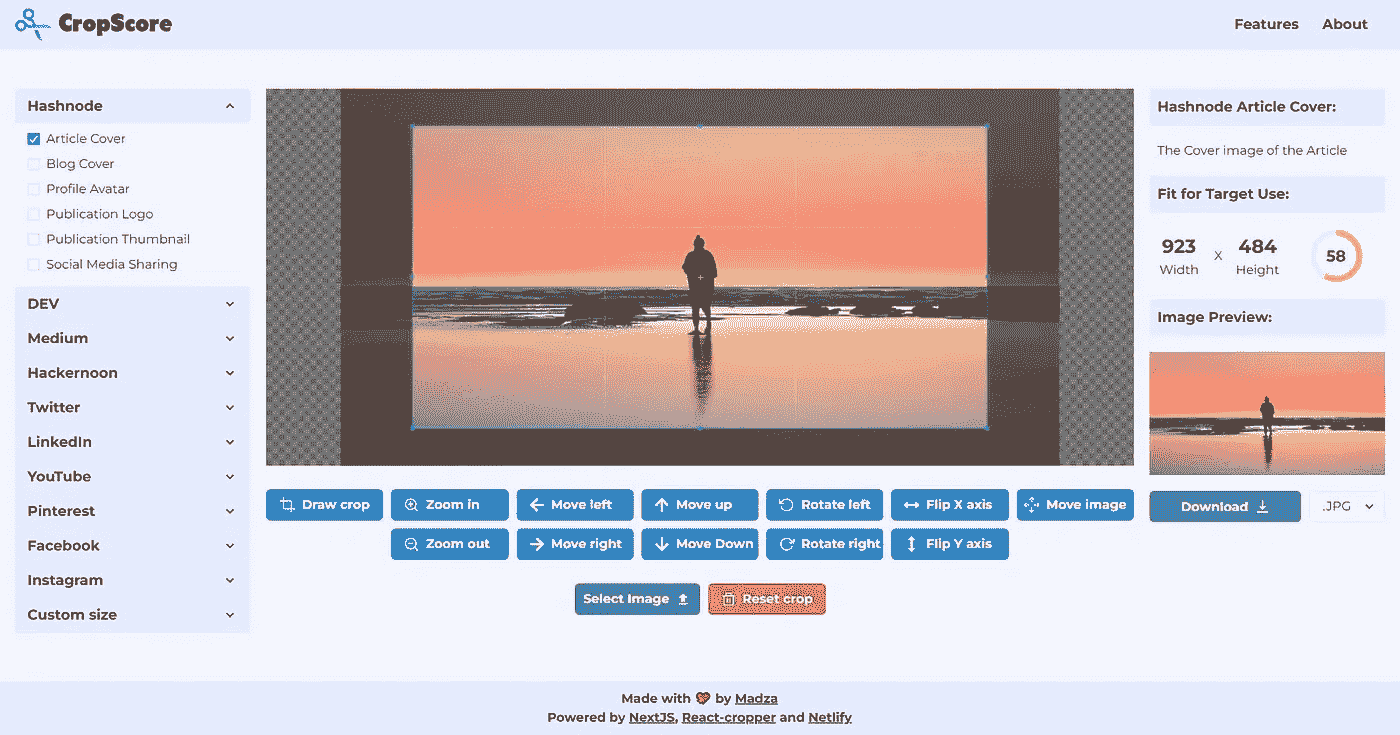 CropScore
Features About
Hashnode
Article Cover
Blog Cover
Profile Avatar
Publication Logo
Publication Thumbnail
Social Media Sharing
DEV
Medium
Hackernoon
Twitter
LinkedIn
YouTube
Pinterest
Facebook
Instagram
Custom size
Draw crop Zoom in Move left Move up Rotate left Flip X axis Move image
Zoom out Move right Move Down Rotate right Flip Y axis
Select Image Reset crop
Hashnode Article Cover:
The Cover image of the Article
Fit for Target Use:
923 X 484 58
Width Height
Image Preview:
Download .JPG
Made with by Madza
Powered by NextJS, React-cropper and Netlify